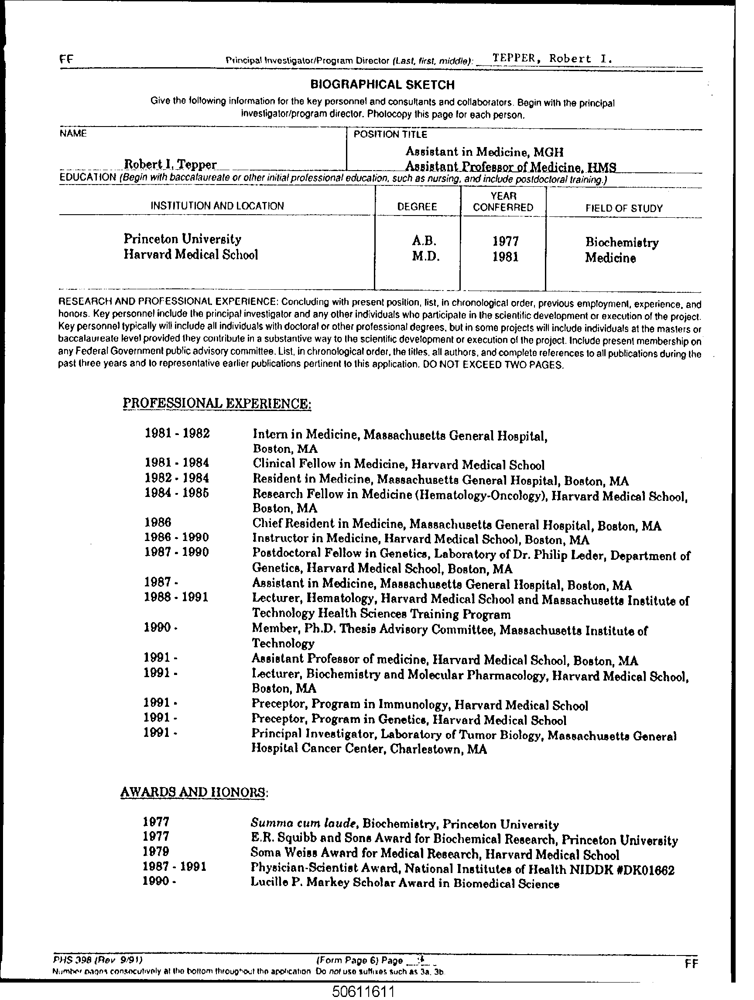 FF Principal Investigator/Program Director (Last, first, middle): TEPPER, Robert I.
BIOGRAPHICAL SKETCH
Give the following information for the key personnel and consultants and collaborators. Begin with the principal
investigator/program director. Photocopy this page for each person.
NAME POSITION TITLE
Assistant in Medicine, MGH
Robert I. Tepper Assistant Professor of Medicine, HMS
EDUCATION (Begin with baccalaureate or other initial professional education, such as nursing, and include postdoctoral training.)
INSTITUTION AND LOCATION DEGREE YEAR CONFERRED FIELD OF STUDY
Princeton University A.B. 1977 Biochemistry
Harvard Medical School M.D. 1981 Medicine
RESEARCH AND PROFESSIONAL EXPERIENCE: Concluding with present position, list, in chronological order, previous employment, experience, and
honors. Key personnel include the principal investigator and any other individuals who participate in the scientific development or execution of the project.
Key personnel typically will include all individuals with doctoral or other professional degrees, but in some projects will include individuals at the masters or
baccalaureate level provided they contribute in a substantive way to the scientific development or execution of the project. Include present membership on
any Federal Government public advisory committee. List, in chronological order, the titles, all authors, and complete references to all publications during the
past three years and to representative earlier publications pertinent to this application. DO NOT EXCEED TWO PAGES.
PROFESSIONAL EXPERIENCE:
1981 - 1982 Intern in Medicine, Massachusetts General Hospital,
Boston, MA
1981 - 1984 Clinical Fellow in Medicine, Harvard Medical School
1982 - 1984 Resident in Medicine, Massachusetts General Hospital, Boston, MA
1984 - 1985 Research Fellow in Medicine (Hematology-Oncology), Harvard Medical School,
Boston, MA
1986 Chief Resident in Medicine, Massachusetts General Hospital, Boston, MA
1986 - 1990 Instructor in Medicine, Harvard Medical School, Boston, MA
1987 - 1990 Postdoctoral Fellow in Genetics, Laboratory of Dr. Philip Leder, Department of
Genetics, Harvard Medical School, Boston, MA
1987 - Assistant in Medicine, Massachusetts General Hospital, Boston, MA
1988 - 1991 Lecturer, Hematology, Harvard Medical School and Massachusetts Institute of
Technology Health Sciences Training Program
1990 - Member, Ph.D. Thesis Advisory Committee, Massachusetts Institute of
Technology
1991 - Assistant Professor of medicine, Harvard Medical School, Boston, MA
1991 - Lecturer, Biochemistry and Molecular Pharmacology, Harvard Medical School,
Boston, MA
1991 - Preceptor, Program in Immunology, Harvard Medical School
1991 - Preceptor, Program in Genetics, Harvard Medical School
1991 - Principal Investigator, Laboratory of Tumor Biology, Massachusetts General
Hospital Cancer Center, Charlestown, MA
AWARDS AND HONORS:
1977 Summa cum laude, Biochemistry, Princeton University
1977 E.R. Squibb and Sons Award for Biochemical Research, Princeton University
1979 Soma Weiss Award for Medical Research, Harvard Medical School
1987 - 1991 Physician-Scientist Award, National Institutes of Health NIDDK #DK01662
1990 - Lucille P. Markey Scholar Award in Biomedical Science
PHS 398 (Rev. 9/91) (Form Page 6) Page FF
Number pages consecutively at the bottom throughout the application. Do not use suffixes such as 3a, 3b.
50611611